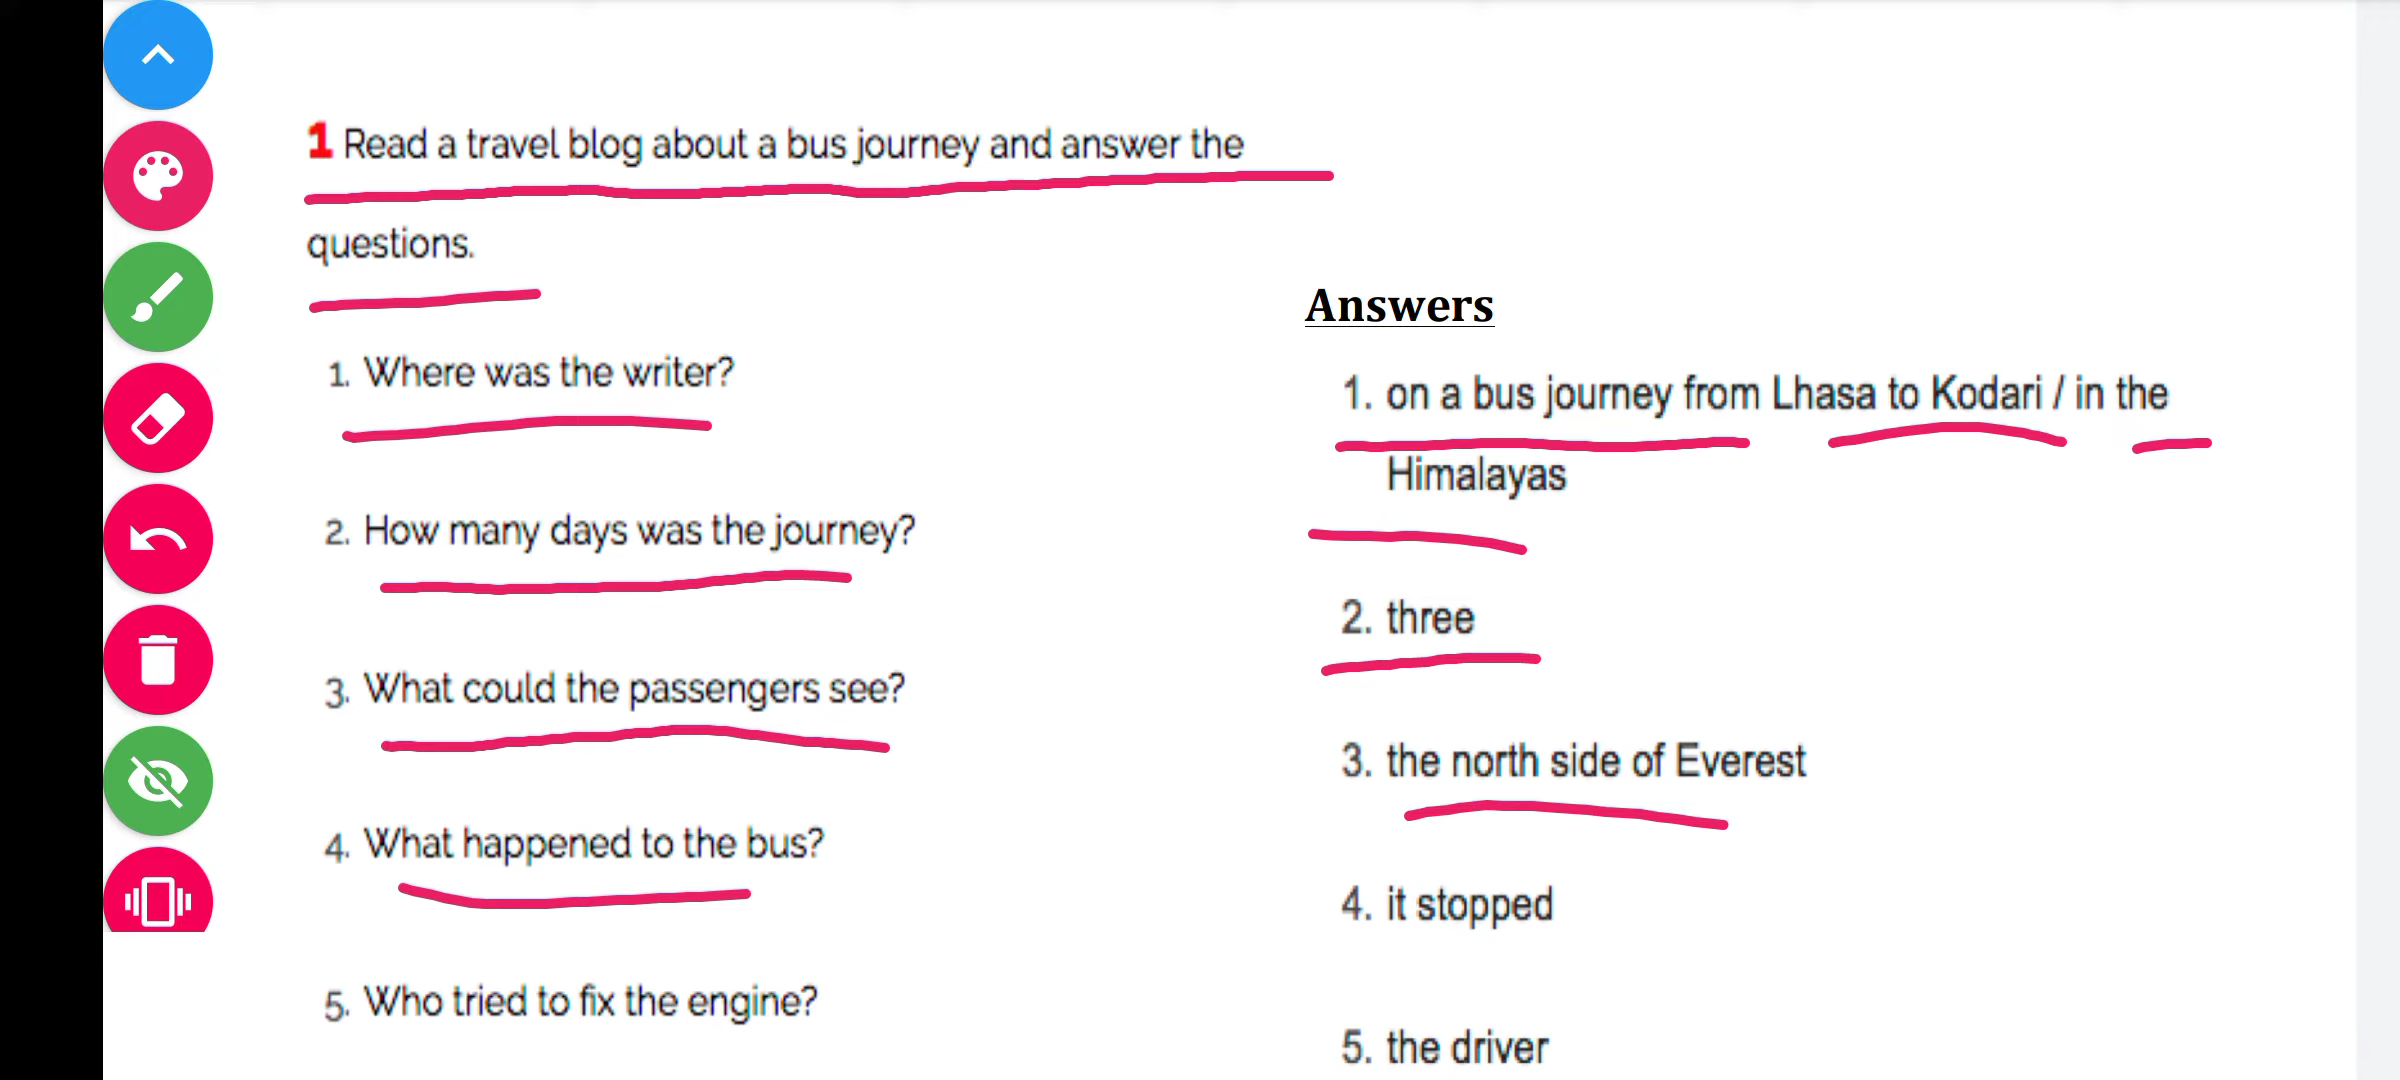 1 Read a travel blog about a bus journey and answer the
questions.
1. Where was the writer?
2. How many days was the journey?
3. What could the passengers see?
4. What happened to the bus?
5. Who tried to fix the engine?
Answers
1. on a bus journey from Lhasa to Kodari / in the
Himalayas
2. three
3. the north side of Everest
4. it stopped
5. the driver